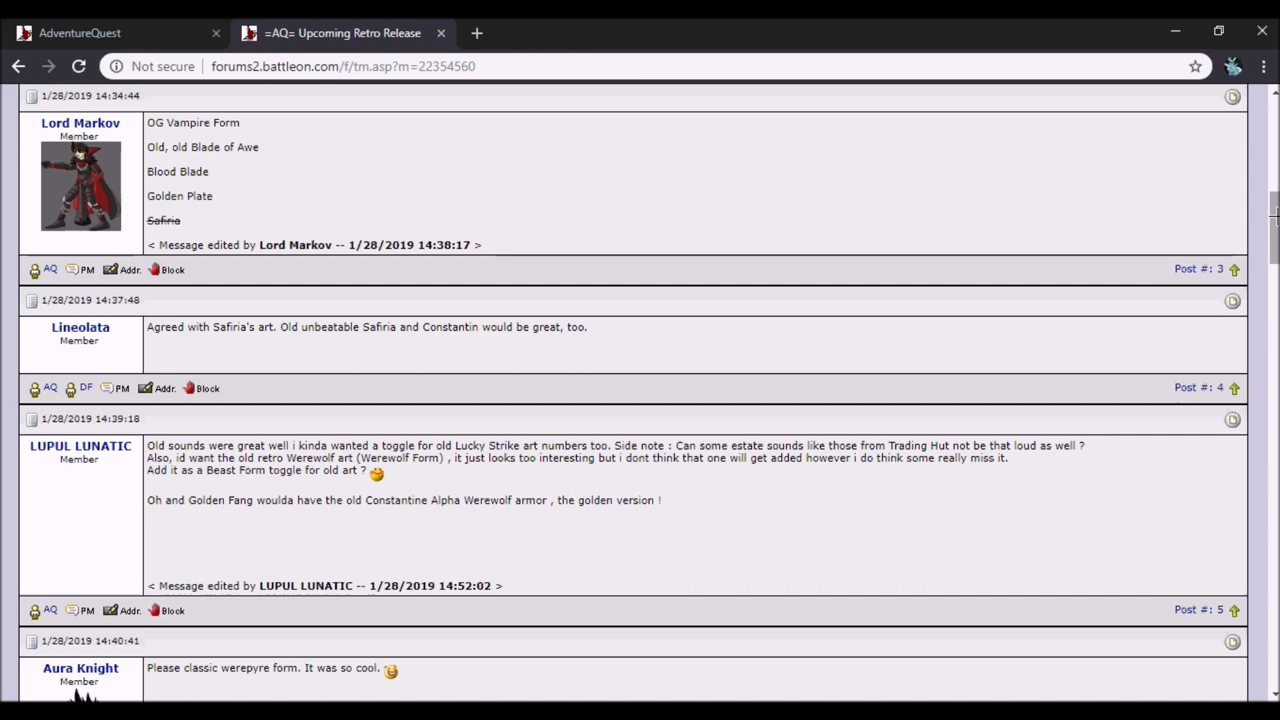 AdventureQuest
=AQ= Upcoming Retro Release
Not secure
forums2.battleon.com/f/tm.asp?m=22354560
1/28/2019 14:34:44
Lord Markov
Member
OG Vampire Form
Old, old Blade of Awe
Blood Blade
Golden Plate
Safiria
< Message edited by Lord Markov -- 1/28/2019 14:38:17 >
AQ PM Addr. Block
Post #: 3
1/28/2019 14:37:48
Lineolata
Member
Agreed with Safiria's art. Old unbeatable Safiria and Constantin would be great, too.
AQ DF PM Addr. Block
Post #: 4
1/28/2019 14:39:18
LUPUL LUNATIC
Member
Old sounds were great well i kinda wanted a toggle for old Lucky Strike art numbers too. Side note : Can some estate sounds like those from Trading Hut not be that loud as well ?
Also, id want the old retro Werewolf art (Werewolf Form) , it just looks too interesting but i dont think that one will get added however i do think some really miss it.
Add it as a Beast Form toggle for old art ?
Oh and Golden Fang woulda have the old Constantine Alpha Werewolf armor , the golden version !
< Message edited by LUPUL LUNATIC -- 1/28/2019 14:52:02 >
AQ PM Addr. Block
Post #: 5
1/28/2019 14:40:41
Aura Knight
Member
Please classic werepyre form. It was so cool.